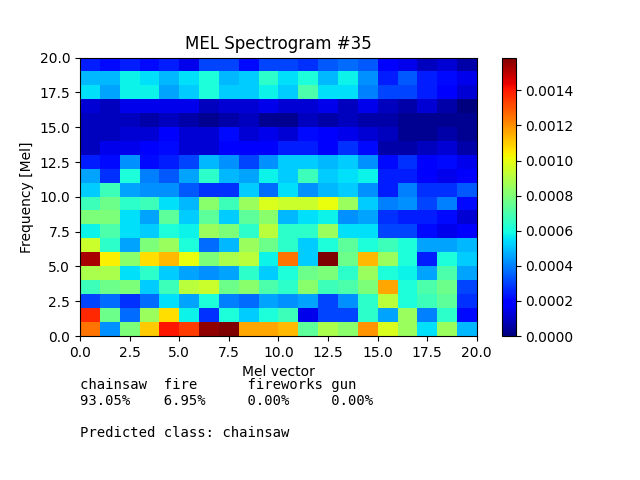 MEL Spectrogram #35
Frequency [Mel]
20.0
17.5
15.0
12.5
10.0
7.5
5.0
2.5
0.0
0.0 2.5 5.0 7.5 10.0 12.5 15.0 17.5 20.0
Mel vector
0.0014
0.0012
0.0010
0.0008
0.0006
0.0004
0.0002
0.0000
chainsaw fire fireworks gun
93.05% 6.95% 0.00% 0.00%
Predicted class: chainsaw